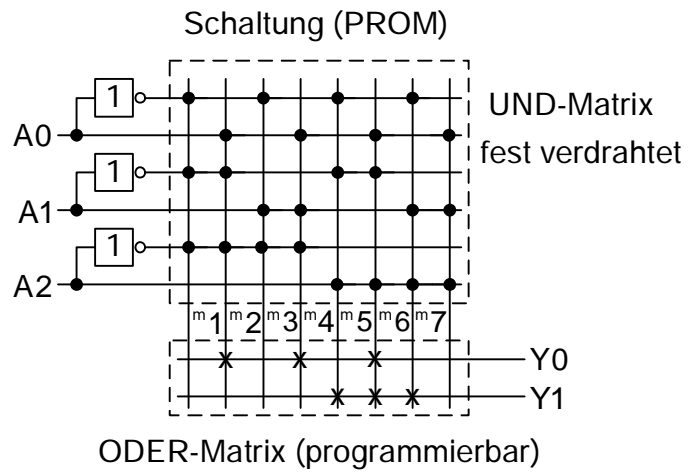 Schaltung (PROM)
1
UND-Matrix
A0
fest verdrahtet
1
A1
1
A2
m1 m2 m3 m4 m5 m6 m7
x x x Y0
x x x Y1
ODER-Matrix (programmierbar)